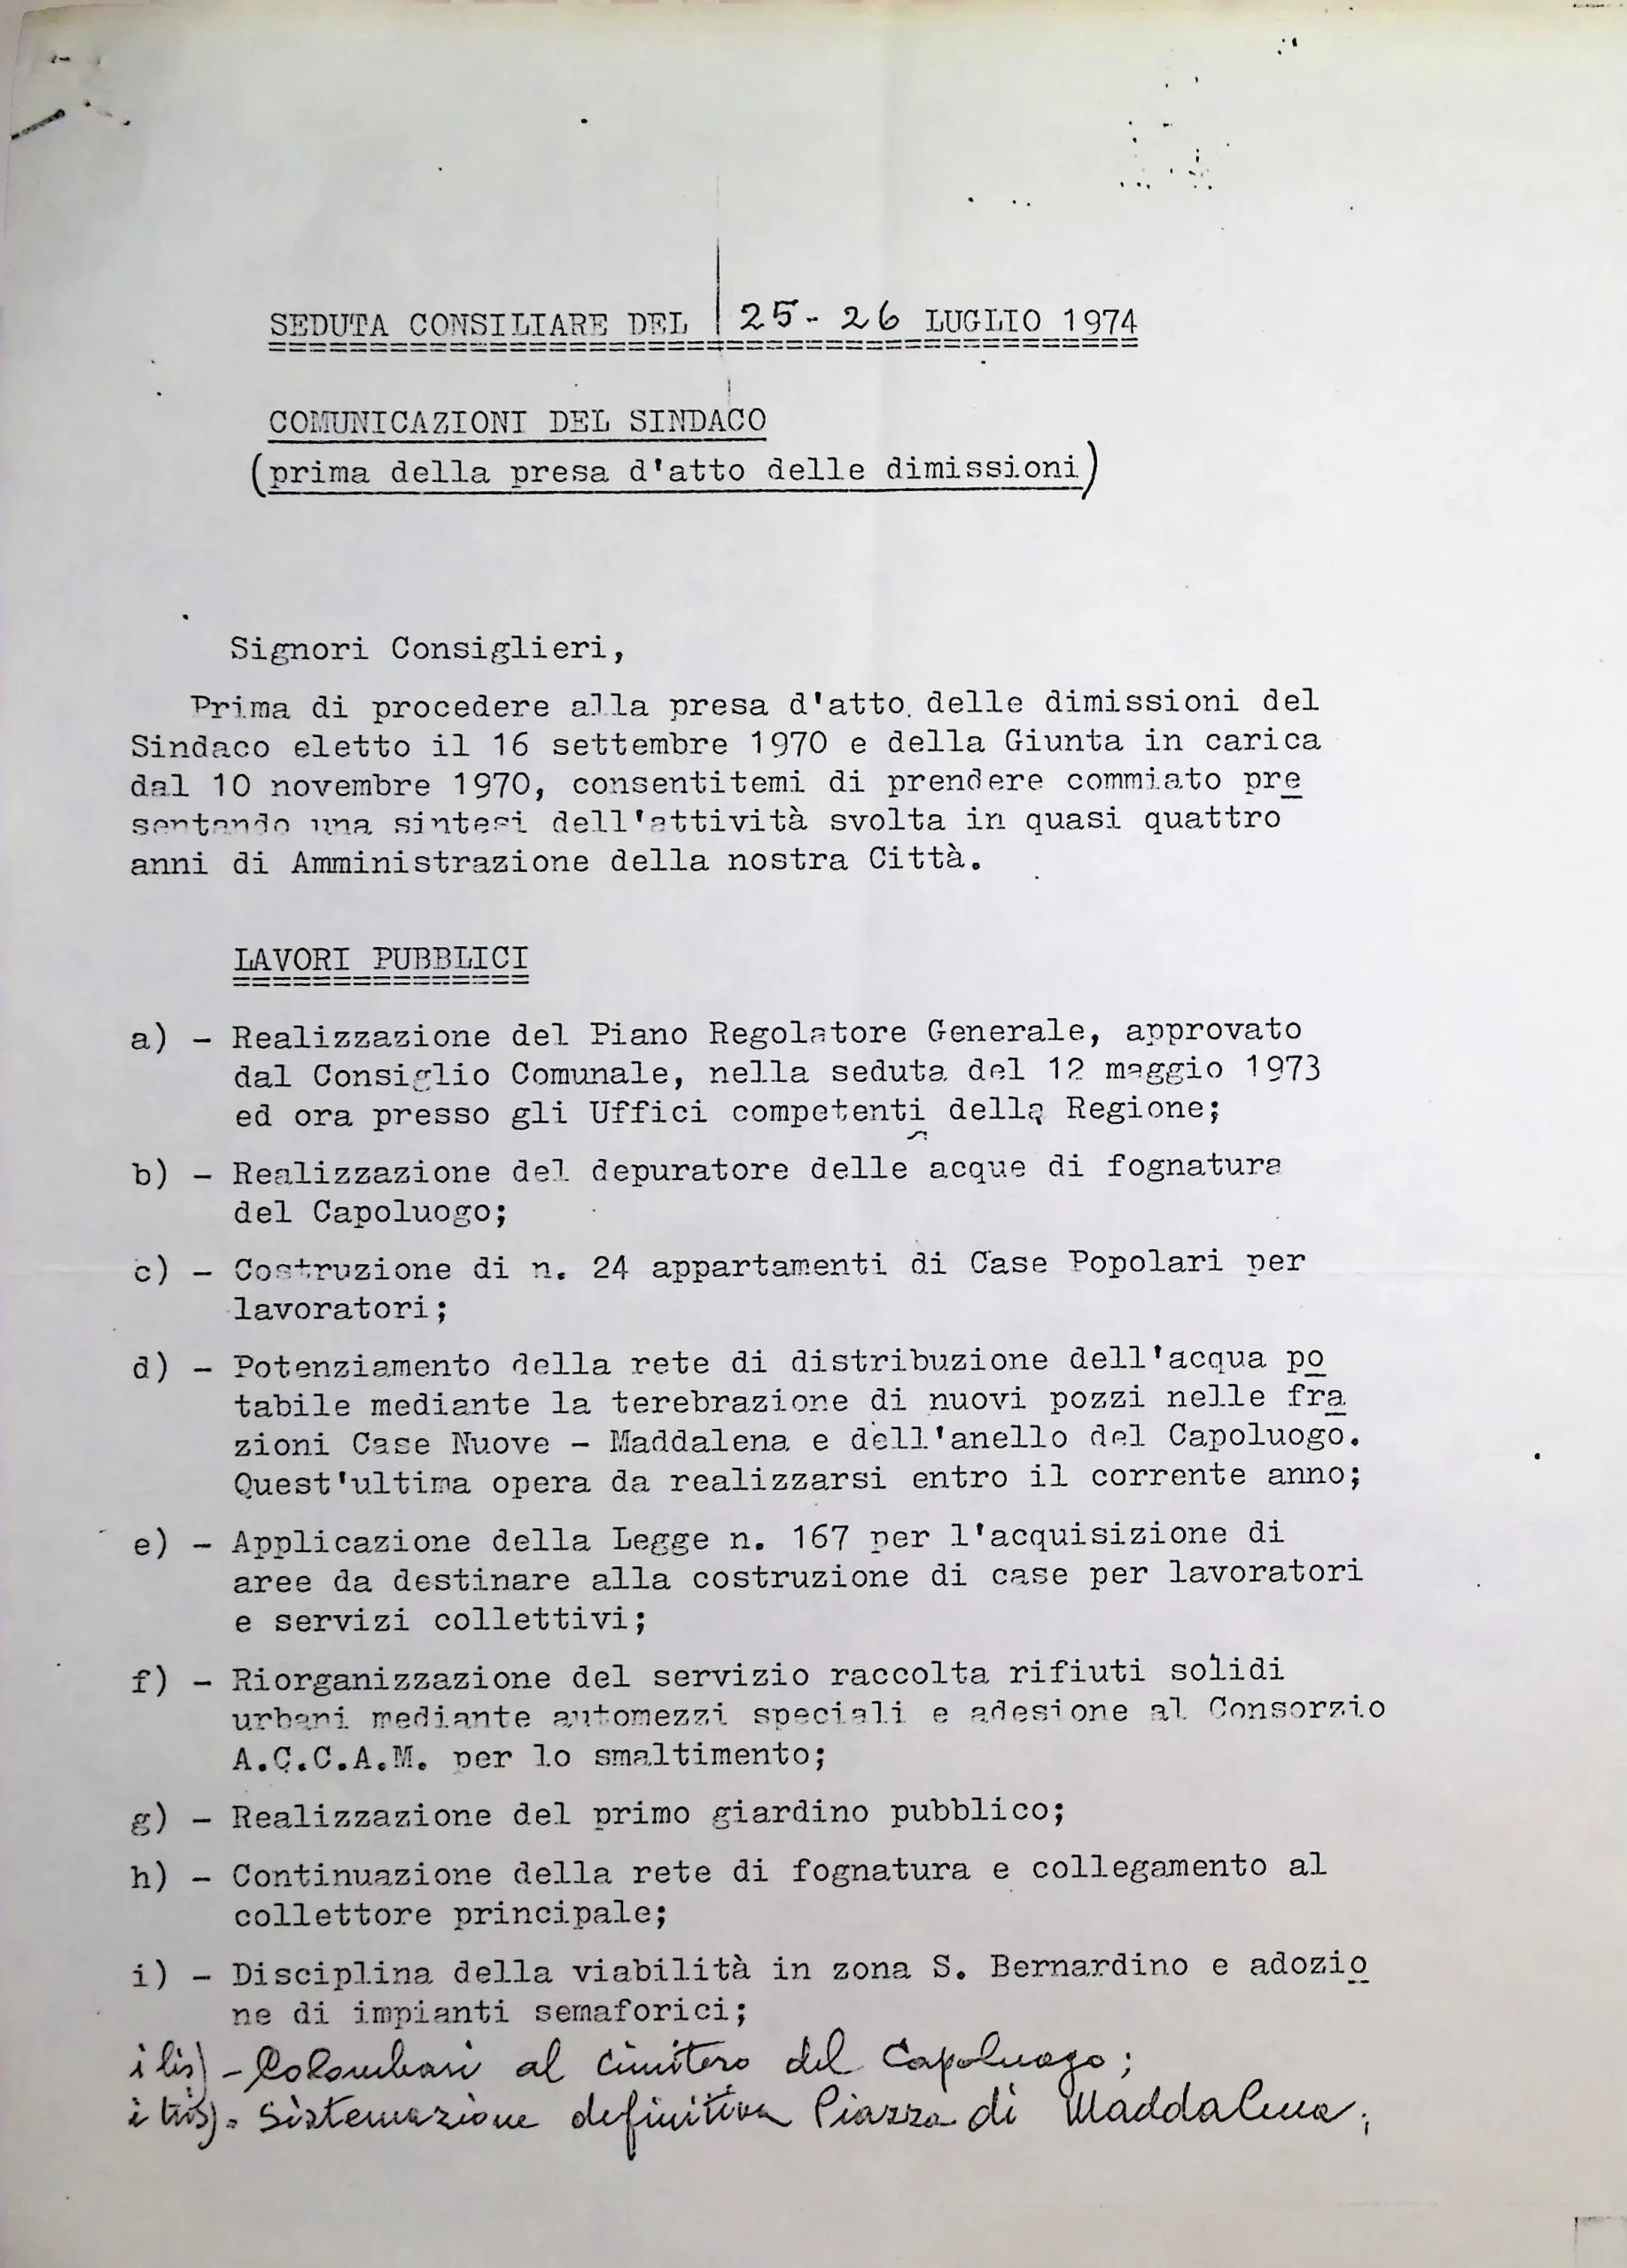 SEDUTA CONSILIARE DEL 25-26 LUGLIO 1974
COMUNICAZIONI DEL SINDACO
(prima della presa d'atto delle dimissioni)
Signori Consiglieri,
Prima di procedere alla presa d'atto delle dimissioni del
Sindaco eletto il 16 settembre 1970 e della Giunta in carica
dal 10 novembre 1970, consentitemi di prendere commiato pre
sentando una sintesi dell'attività svolta in quasi quattro
anni di Amministrazione della nostra Città.
LAVORI PUBBLICI
a) - Realizzazione del Piano Regolatore Generale, approvato
dal Consiglio Comunale, nella seduta del 12 maggio 1973
ed ora presso gli Uffici competenti della Regione;
b) - Realizzazione del depuratore delle acque di fognatura
del Capoluogo;
c) - Costruzione di n. 24 appartamenti di Case Popolari per
lavoratori;
d) - Potenziamento della rete di distribuzione dell'acqua po
tabile mediante la terebrazione di nuovi pozzi nelle fra
zioni Case Nuove - Maddalena e dell'anello del Capoluogo.
Quest'ultima opera da realizzarsi entro il corrente anno;
e) - Applicazione della Legge n. 167 per l'acquisizione di
aree da destinare alla costruzione di case per lavoratori
e servizi collettivi;
f) - Riorganizzazione del servizio raccolta rifiuti solidi
urbani mediante automezzi speciali e adesione al Consorzio
A.C.C.A.M. per lo smaltimento;
g) - Realizzazione del primo giardino pubblico;
h) - Continuazione della rete di fognatura e collegamento al
collettore principale;
i) - Disciplina della viabilità in zona S. Bernardino e adozio
ne di impianti semaforici;
i bis) - Colombari al cimitero del Capoluogo;
i tris). Sistemazione definitiva Piazza di Maddalena;